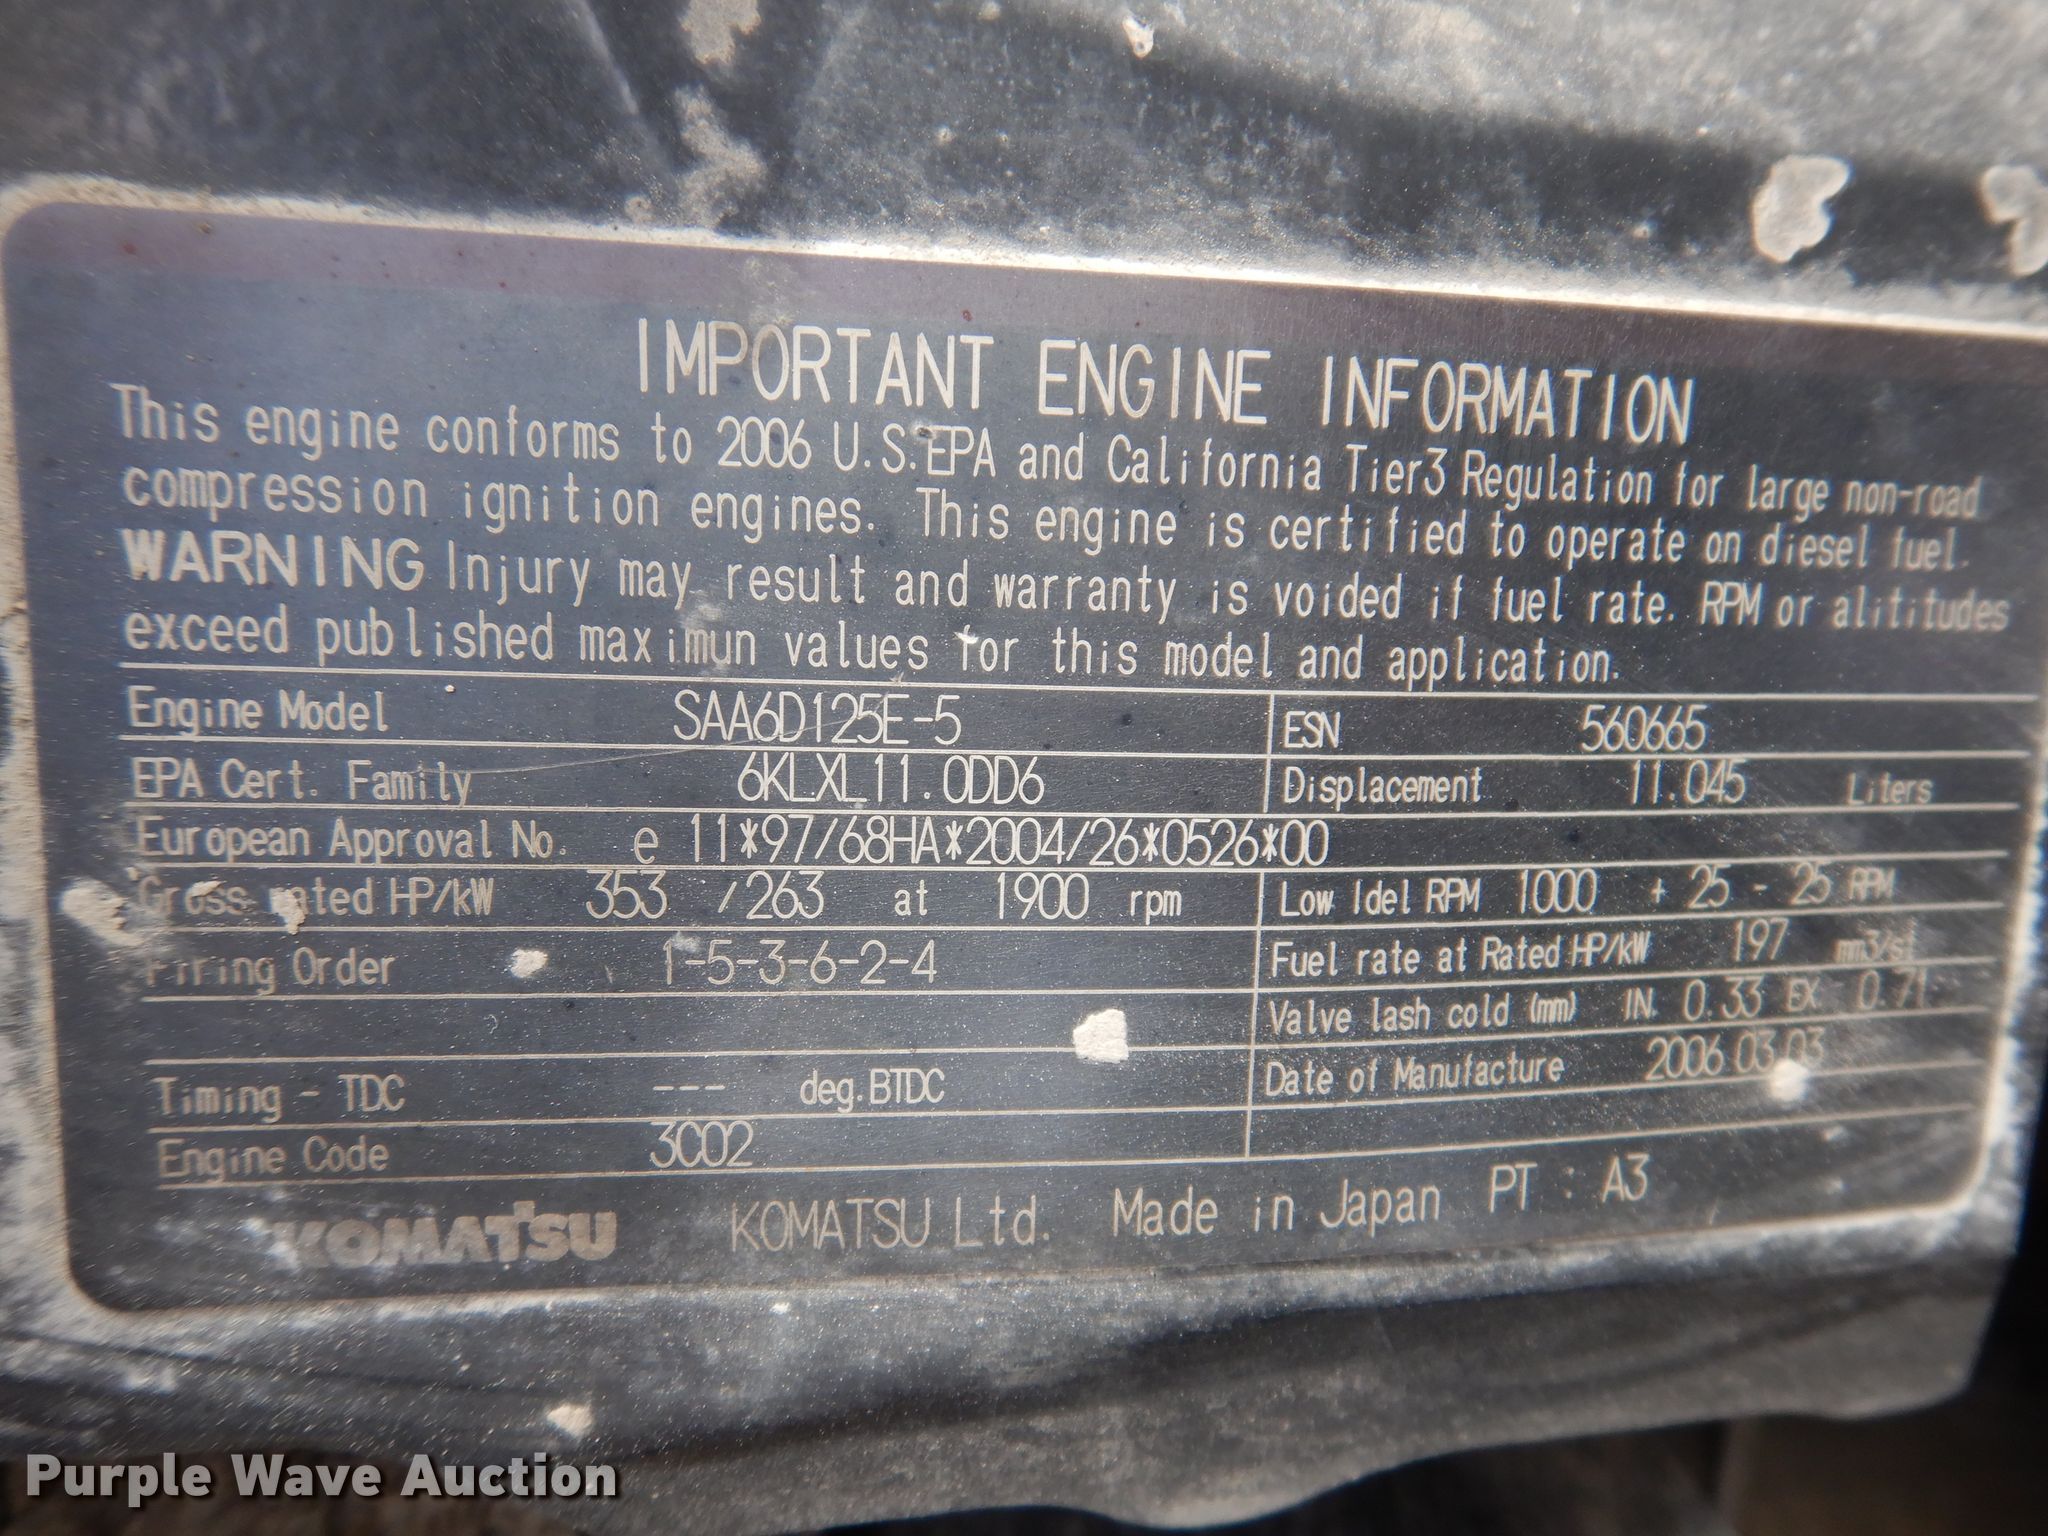 IMPORTANT ENGINE INFORMATION
This engine conforms to 2006 U.S.EPA and California Tier3 Regulation for large non-road
compression ignition engines. This engine is certified to operate on diesel fuel.
WARNING Injury may result and warranty is voided if fuel rate. RPM or alititudes
exceed published maximun values for this model and application.
Engine Model SAA6D125E-5 ESN 560665
EPA Cert. Family 6KLXL11.0DD6 Displacement 11.045 Liters
European Approval No. e 11*97/68HA*2004/26*0526*00
Gross rated HP/kW 353 /263 at 1900 rpm Low Idel RPM 1000 + 25 - 25 RPM
Firing Order 1-5-3-6-2-4 Fuel rate at Rated HP/kW 197 mm3/st
Valve lash cold (mm) IN. 0.33 EX. 0.71
Date of Manufacture 2006.03.03
Timing - TDC --- deg.BTDC
Engine Code 3C02
KOMATSU KOMATSU Ltd. Made in Japan PT : A3
Purple Wave Auction